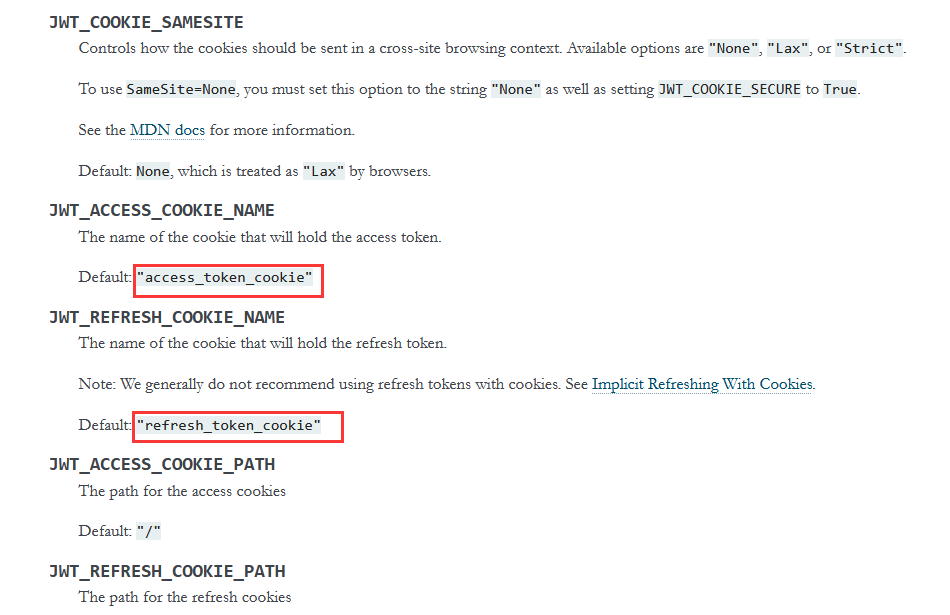 JWT_COOKIE_SAMESITE
Controls how the cookies should be sent in a cross-site browsing context. Available options are "None", "Lax", or "Strict".
To use SameSite=None, you must set this option to the string "None" as well as setting JWT_COOKIE_SECURE to True.
See the MDN docs for more information.
Default: None, which is treated as "Lax" by browsers.
JWT_ACCESS_COOKIE_NAME
The name of the cookie that will hold the access token.
Default: "access_token_cookie"
JWT_REFRESH_COOKIE_NAME
The name of the cookie that will hold the refresh token.
Note: We generally do not recommend using refresh tokens with cookies. See Implicit Refreshing With Cookies.
Default: "refresh_token_cookie"
JWT_ACCESS_COOKIE_PATH
The path for the access cookies
Default: "/"
JWT_REFRESH_COOKIE_PATH
The path for the refresh cookies